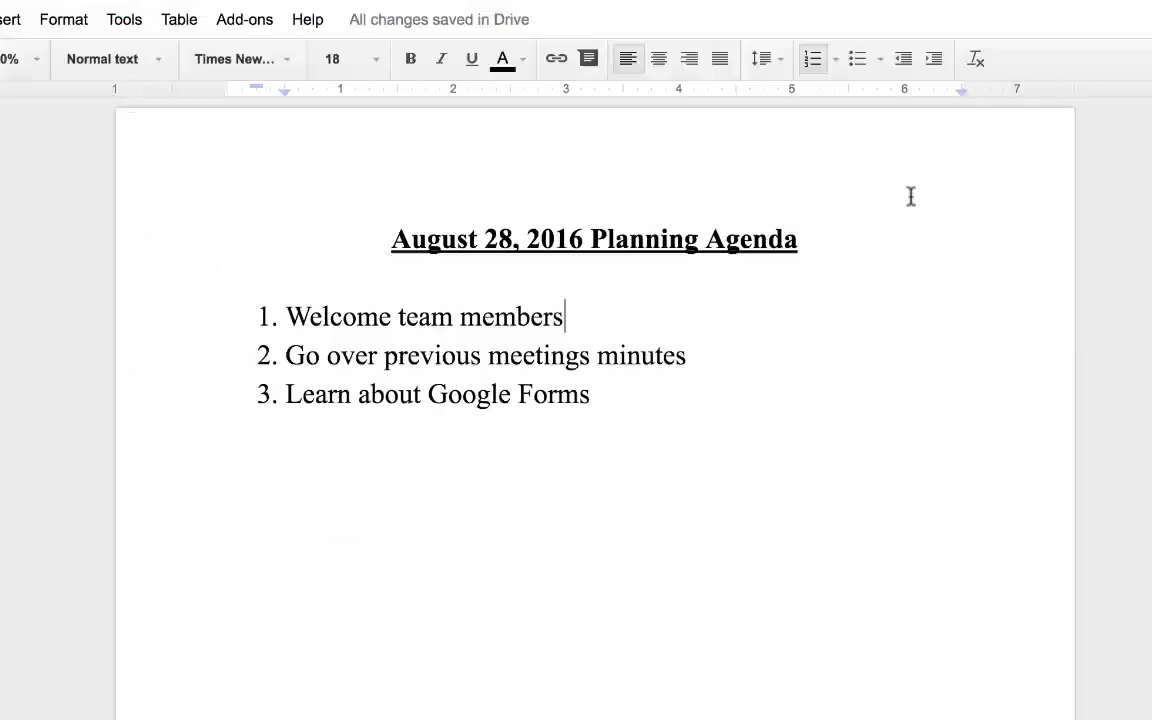 sert Format Tools Table Add-ons Help All changes saved in Drive
0% Normal text Times New... 18 B I U A
1 1 2 3 4 5 6 7
August 28, 2016 Planning Agenda
1. Welcome team members
2. Go over previous meetings minutes
3. Learn about Google Forms